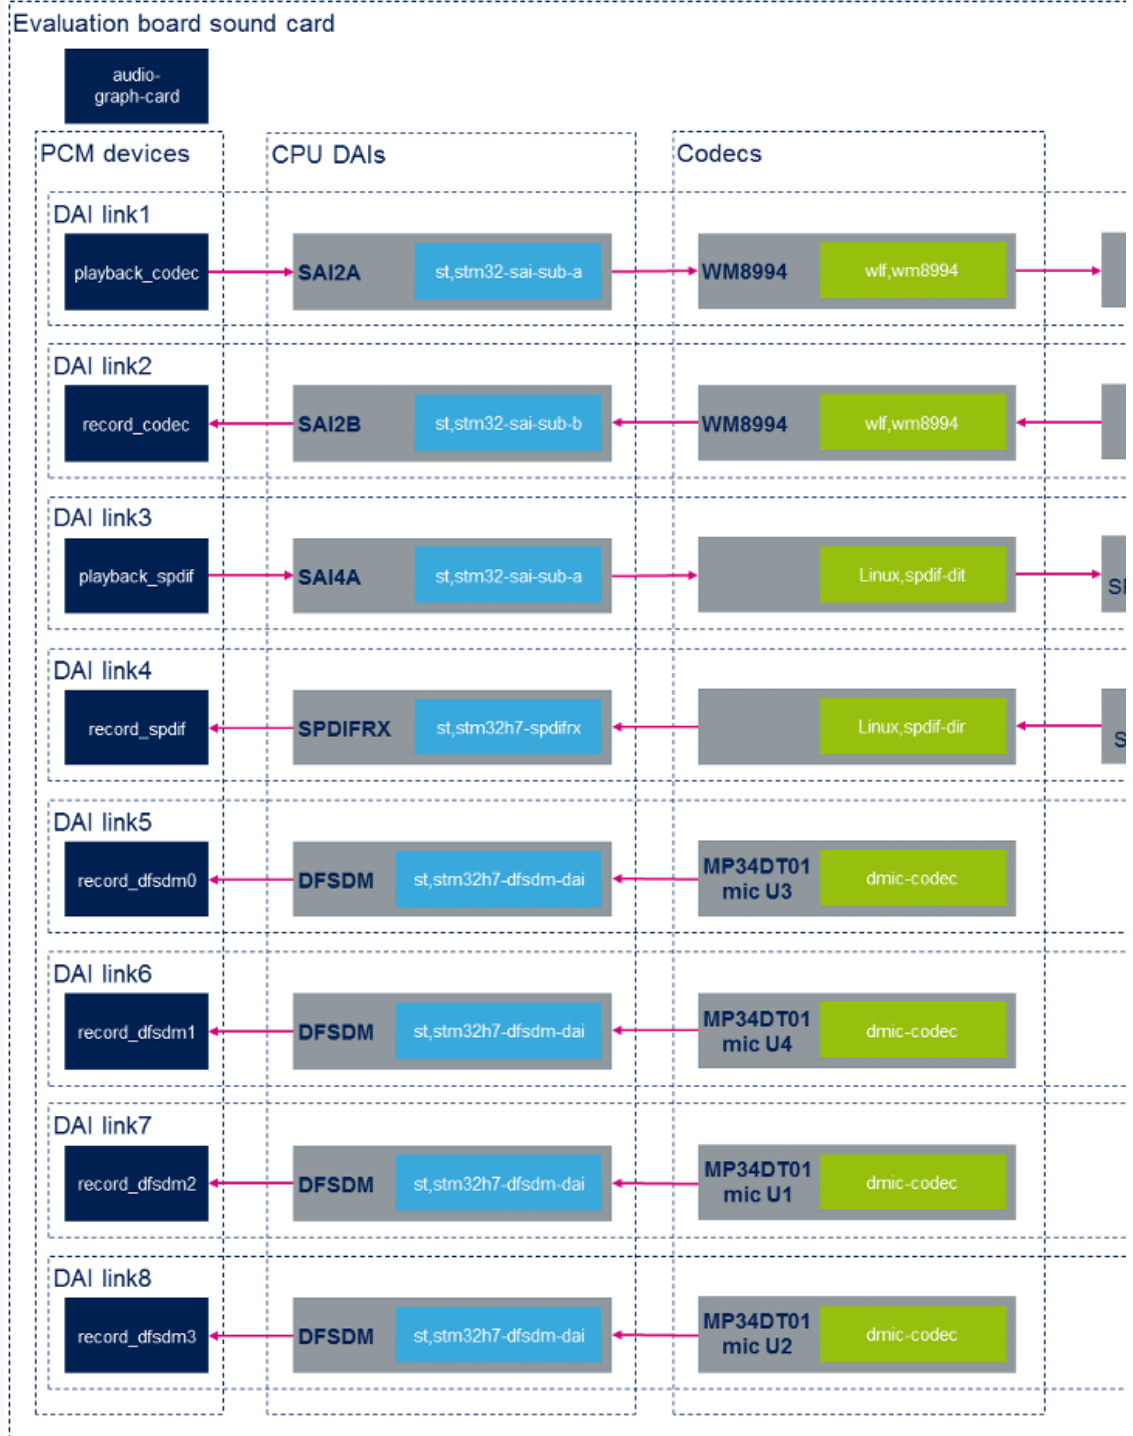 Evaluation board sound card
audio-
graph-card
PCM devices
CPU DAIs
Codecs
DAI link1
playback_codec
SAI2A
st,stm32-sai-sub-a
WM8994
wlf,wm8994
DAI link2
record_codec
SAI2B
st,stm32-sai-sub-b
WM8994
wlf,wm8994
DAI link3
playback_spdif
SAI4A
st,stm32-sai-sub-a
Linux,spdif-dit
DAI link4
record_spdif
SPDIFRX
st,stm32h7-spdifrx
Linux,spdif-dir
DAI link5
record_dfsdm0
DFSDM
st,stm32h7-dfsdm-dai
MP34DT01
mic U3
dmic-codec
DAI link6
record_dfsdm1
DFSDM
st,stm32h7-dfsdm-dai
MP34DT01
mic U4
dmic-codec
DAI link7
record_dfsdm2
DFSDM
st,stm32h7-dfsdm-dai
MP34DT01
mic U1
dmic-codec
DAI link8
record_dfsdm3
DFSDM
st,stm32h7-dfsdm-dai
MP34DT01
mic U2
dmic-codec